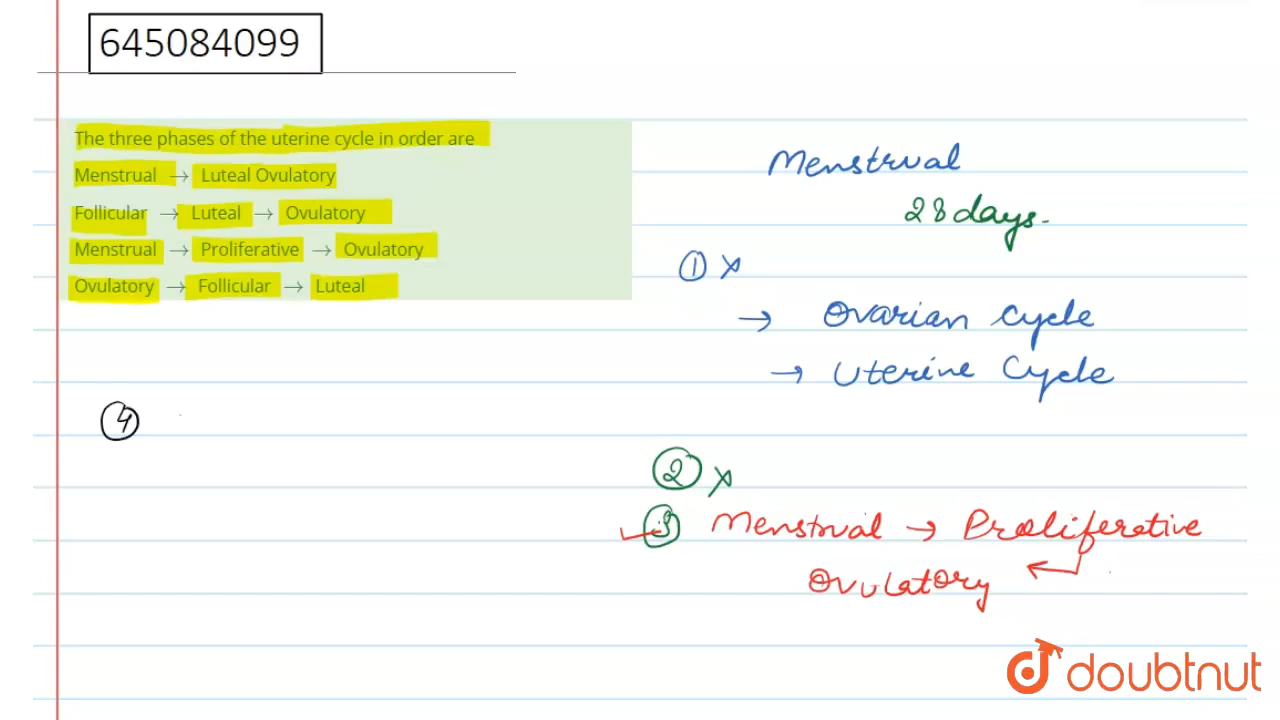 645084099
The three phases of the uterine cycle in order are
Menstrual → Luteal Ovulatory
Follicular → Luteal → Ovulatory
Menstrual → Proliferative → Ovulatory
Ovulatory → Follicular → Luteal
Menstrual
28 days.
① ×
→ Ovarian Cycle
→ Uterine Cycle
④
② ×
✓③ Menstrual → Proliferative
Ovulatory ←
doubtnut